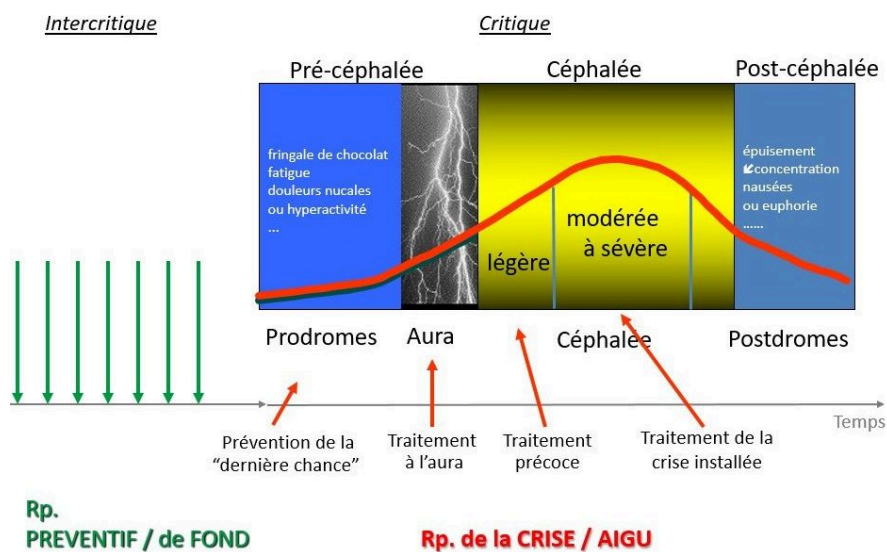 Intercritique
Critique
Pré-céphalée
Céphalée
Post-céphalée
fringale de chocolat
fatigue
douleurs nucales
ou hyperactivité
...
légère
modérée
à sévère
épuisement
↙concentration
nausées
ou euphorie
......
Prodromes
Aura
Céphalée
Postdromes
Temps
Prévention de la
“dernière chance”
Traitement
à l’aura
Traitement
précoce
Traitement de la
crise installée
Rp.
PREVENTIF / de FOND
Rp. de la CRISE / AIGU